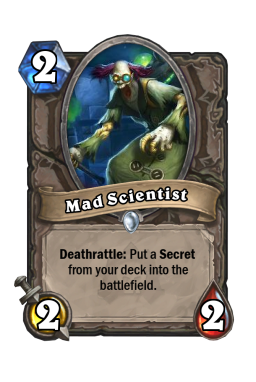 2
Mad Scientist
Deathrattle: Put a Secret
from your deck into the
battlefield.
2
2